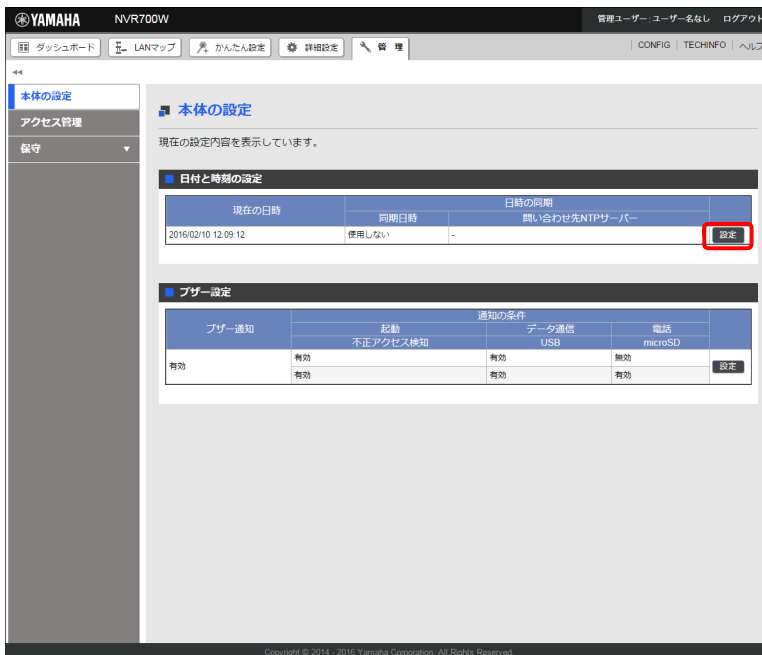 YAMAHA NVR700W 管理ユーザー:ユーザー名なし ログアウト
ダッシュボード LANマップ かんたん設定 詳細設定 管 理 CONFIG TECHINFO ヘルプ
本体の設定
アクセス管理
保守
本体の設定
現在の設定内容を表示しています。
日付と時刻の設定
現在の日時 日時の同期
同期日時 問い合わせ先NTPサーバー
2016/02/10 12:09:12 使用しない - 設定
ブザー設定
ブザー通知 通知の条件
起動 データ通信 電話
不正アクセス検知 USB microSD
有効 有効 有効 無効 設定
有効 有効 有効
Copyright © 2014 - 2016 Yamaha Corporation. All Rights Reserved.